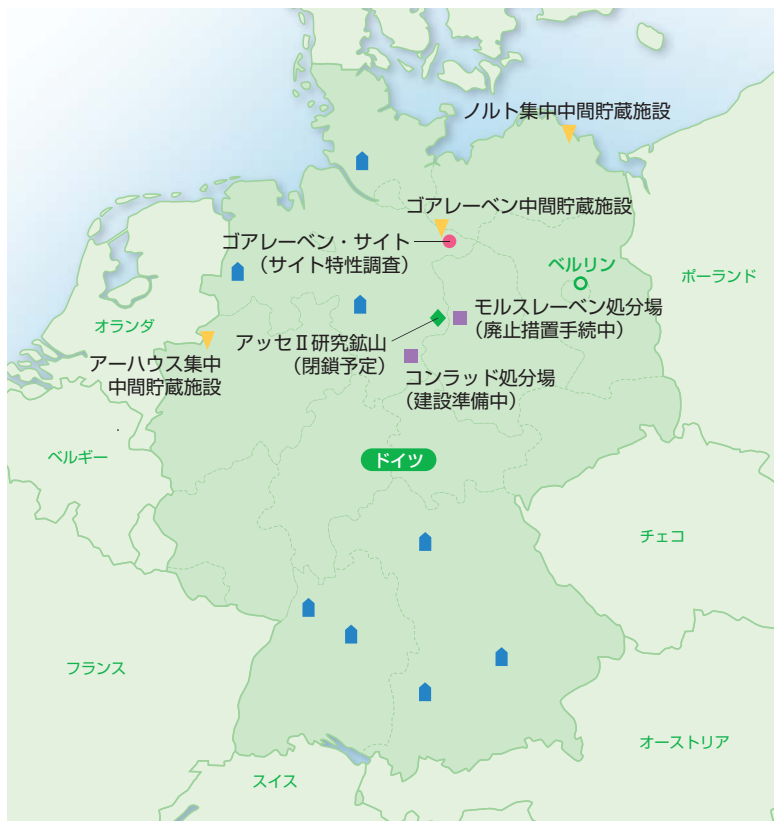 ノルト集中中間貯蔵施設
ゴアレーベン中間貯蔵施設
ゴアレーベン・サイト
(サイト特性調査)
ベルリン
ポーランド
オランダ
モルスレーベン処分場
(廃止措置手続中)
アッセⅡ研究鉱山
(閉鎖予定)
アーハウス集中
中間貯蔵施設
コンラッド処分場
(建設準備中)
ベルギー
ドイツ
チェコ
フランス
オーストリア
スイス